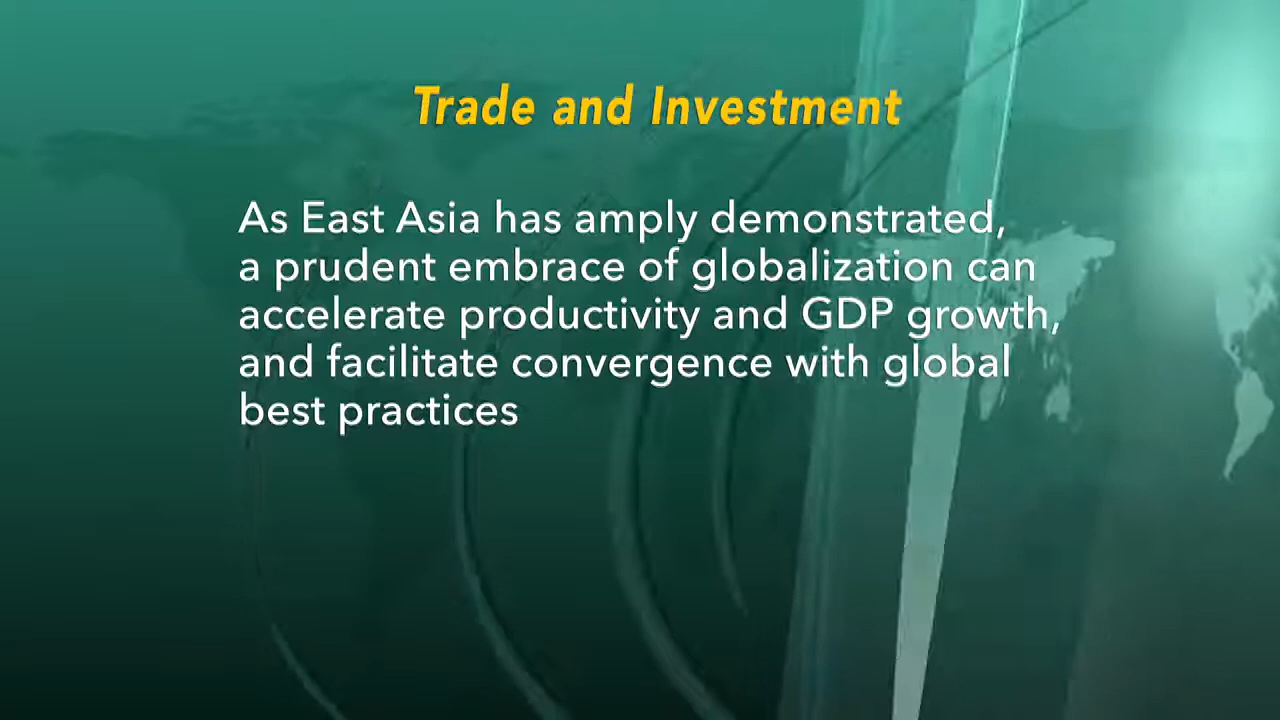 Trade and Investment
As East Asia has amply demonstrated,
a prudent embrace of globalization can
accelerate productivity and GDP growth,
and facilitate convergence with global
best practices